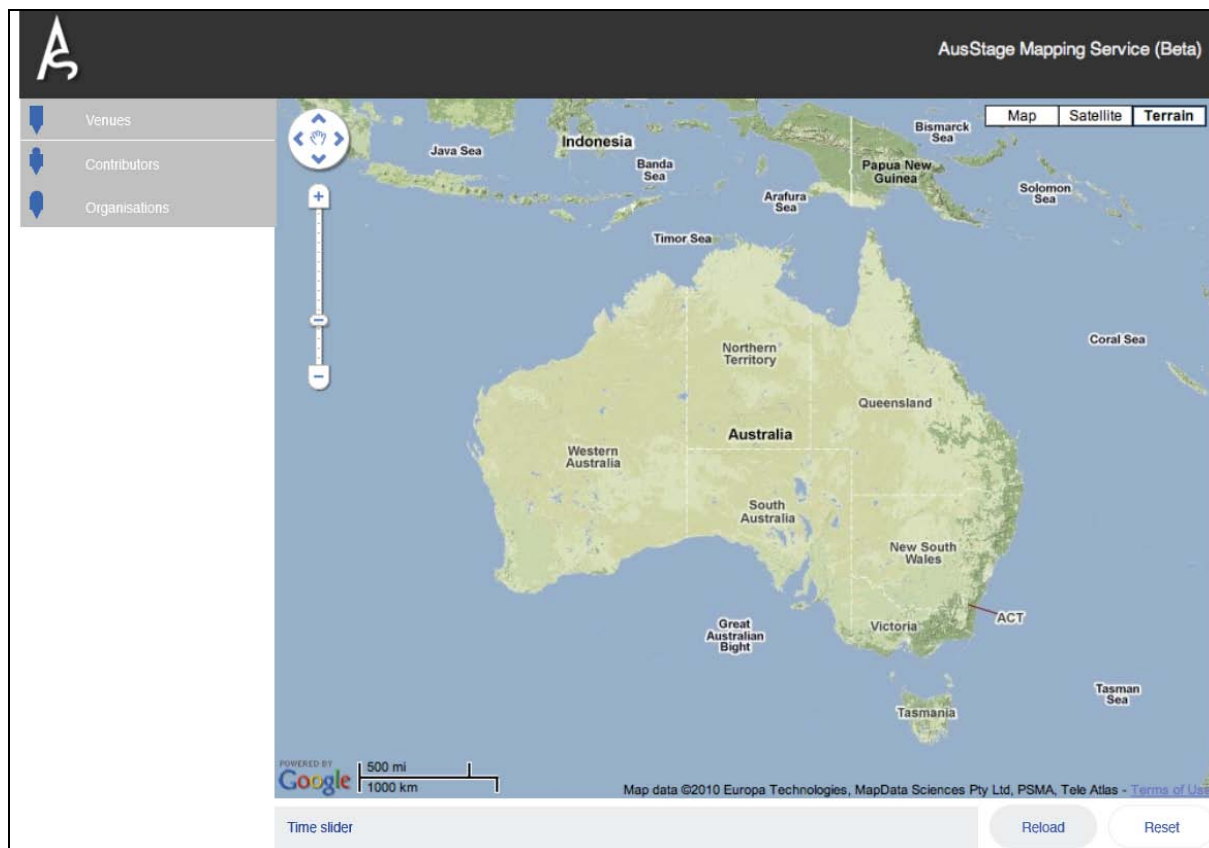 AusStage Mapping Service (Beta)
Venues
Contributors
Organisations
Map Satellite Terrain
Java Sea
Indonesia
Banda
Sea
Bismarck
Sea
Papua New
Guinea
Arafura
Sea
Solomon
Sea
Timor Sea
Coral Sea
Northern
Territory
Queensland
Australia
Western
Australia
South
Australia
New South
Wales
ACT
Victoria
Great
Australian
Bight
Tasman
Sea
Tasmania
POWERED BY
Google
500 mi
1000 km
Map data ©2010 Europa Technologies, MapData Sciences Pty Ltd, PSMA, Tele Atlas - Terms of Use
Time slider
Reload
Reset